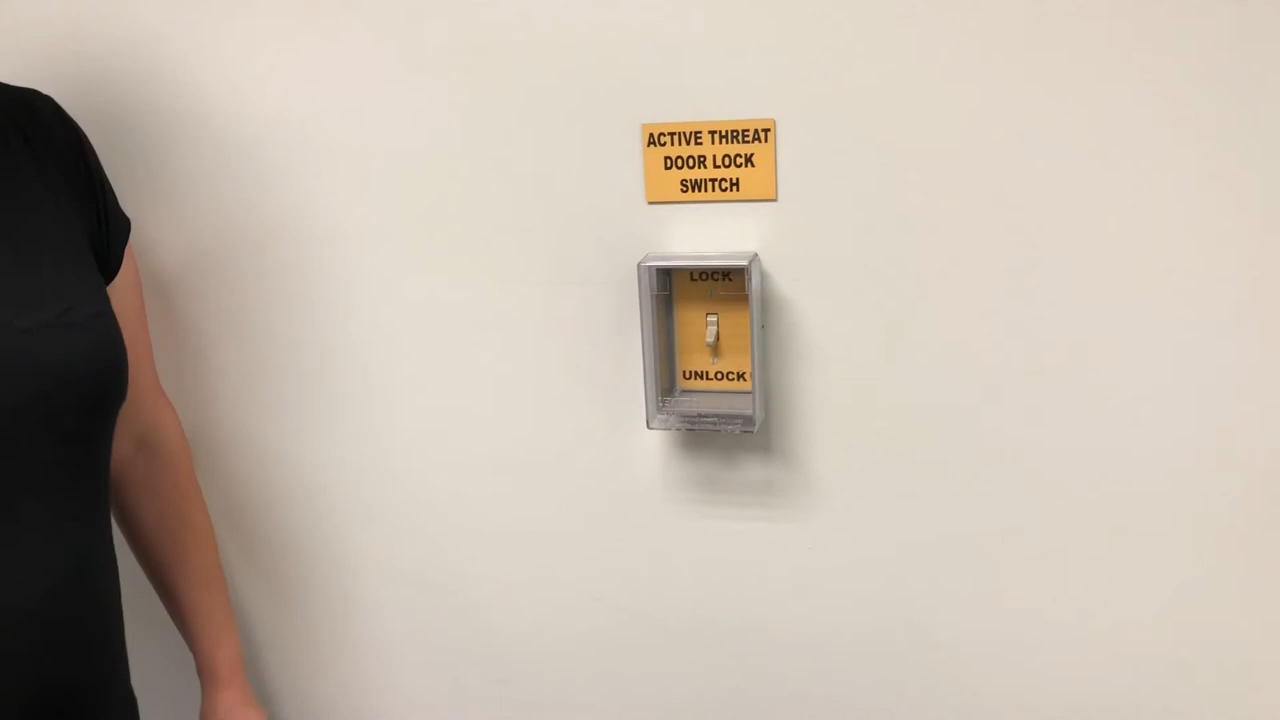 ACTIVE THREAT
DOOR LOCK
SWITCH
LOCK
UNLOCK